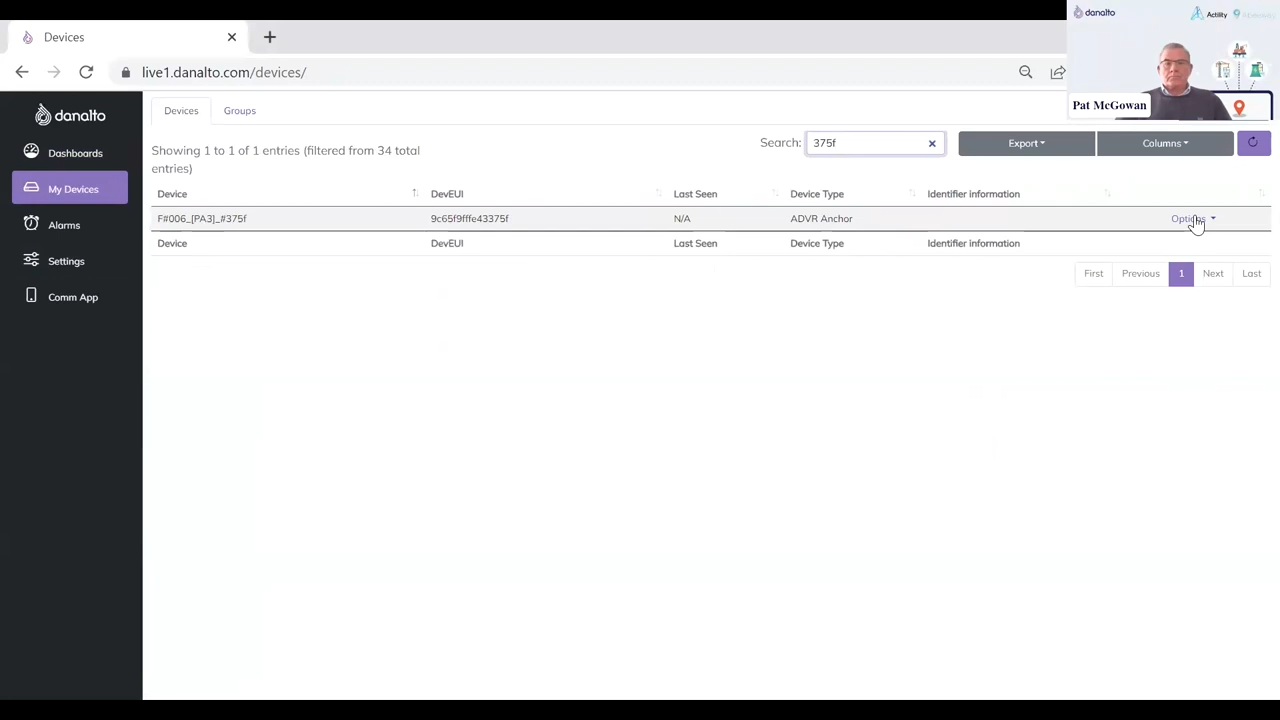 Devices
live1.danalto.com/devices/
danalto
Actility
Pat McGowan
danalto
Dashboards
My Devices
Alarms
Settings
Comm App
Devices Groups
Showing 1 to 1 of 1 entries (filtered from 34 total
entries)
Search: 375f
Export Columns
Device DevEUI Last Seen Device Type Identifier information
F#006_[PA3]_#375f 9c65f9fffe43375f N/A ADVR Anchor Options
Device DevEUI Last Seen Device Type Identifier information
First Previous 1 Next Last